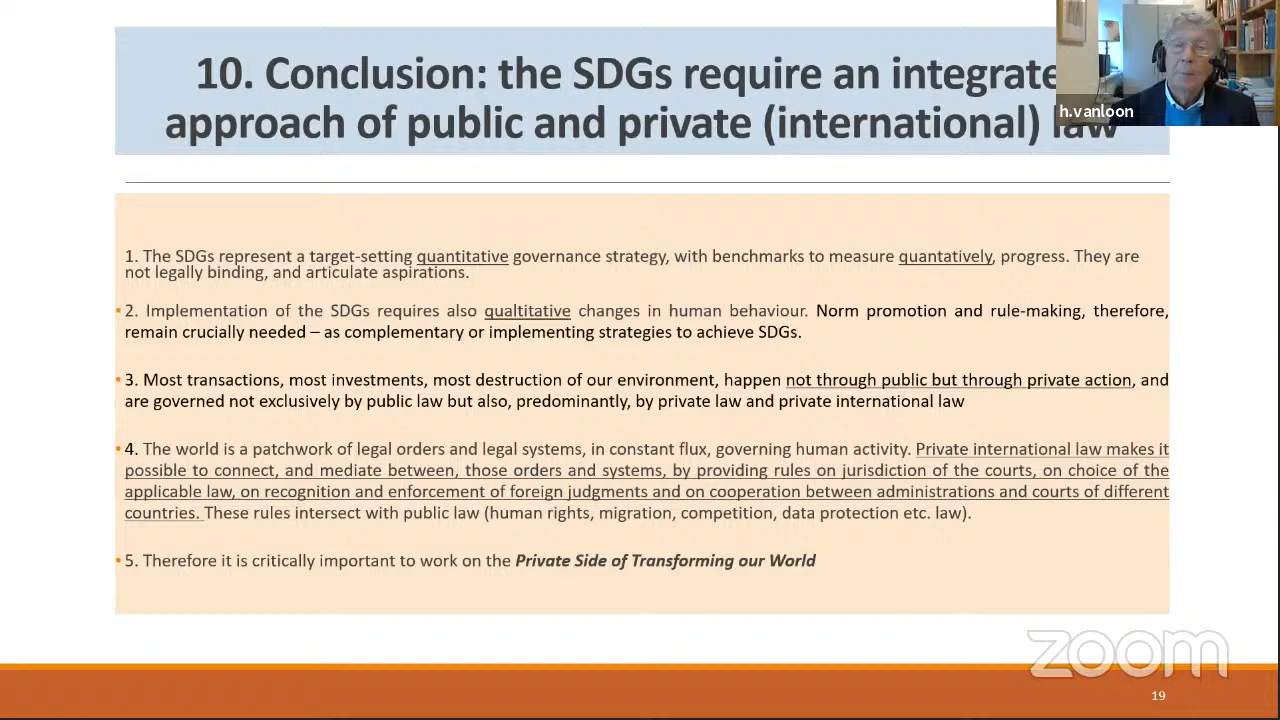 10. Conclusion: the SDGs require an integrate
approach of public and private (international) law
h.vanloon
1. The SDGs represent a target-setting quantitative governance strategy, with benchmarks to measure quantatively, progress. They are
not legally binding, and articulate aspirations.
2. Implementation of the SDGs requires also qualtitative changes in human behaviour. Norm promotion and rule-making, therefore,
remain crucially needed – as complementary or implementing strategies to achieve SDGs.
3. Most transactions, most investments, most destruction of our environment, happen not through public but through private action, and
are governed not exclusively by public law but also, predominantly, by private law and private international law
4. The world is a patchwork of legal orders and legal systems, in constant flux, governing human activity. Private international law makes it
possible to connect, and mediate between, those orders and systems, by providing rules on jurisdiction of the courts, on choice of the
applicable law, on recognition and enforcement of foreign judgments and on cooperation between administrations and courts of different
countries. These rules intersect with public law (human rights, migration, competition, data protection etc. law).
5. Therefore it is critically important to work on the Private Side of Transforming our World
zoom
19